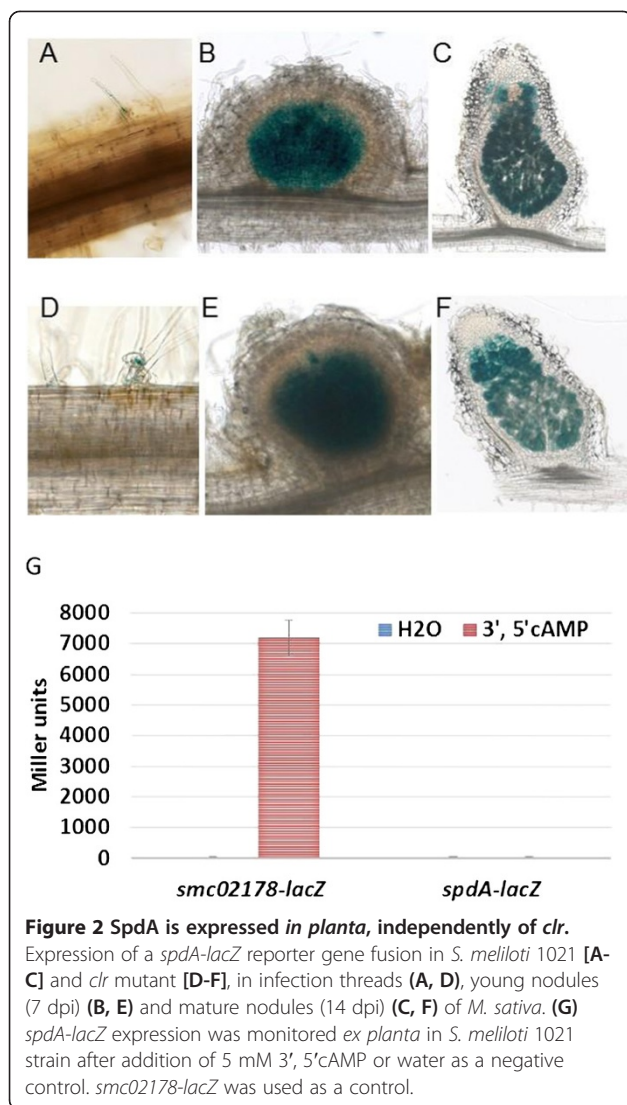 A
B
C
D
E
F
G
8000
7000
6000
5000
4000
3000
2000
1000
0
Miller units
H2O 3', 5'cAMP
smc02178-lacZ spdA-lacZ
Figure 2 SpdA is expressed in planta, independently of clr.
Expression of a spdA-lacZ reporter gene fusion in S. meliloti 1021 [A-
C] and clr mutant [D-F], in infection threads (A, D), young nodules
(7 dpi) (B, E) and mature nodules (14 dpi) (C, F) of M. sativa. (G)
spdA-lacZ expression was monitored ex planta in S. meliloti 1021
strain after addition of 5 mM 3′, 5′cAMP or water as a negative
control. smc02178-lacZ was used as a control.